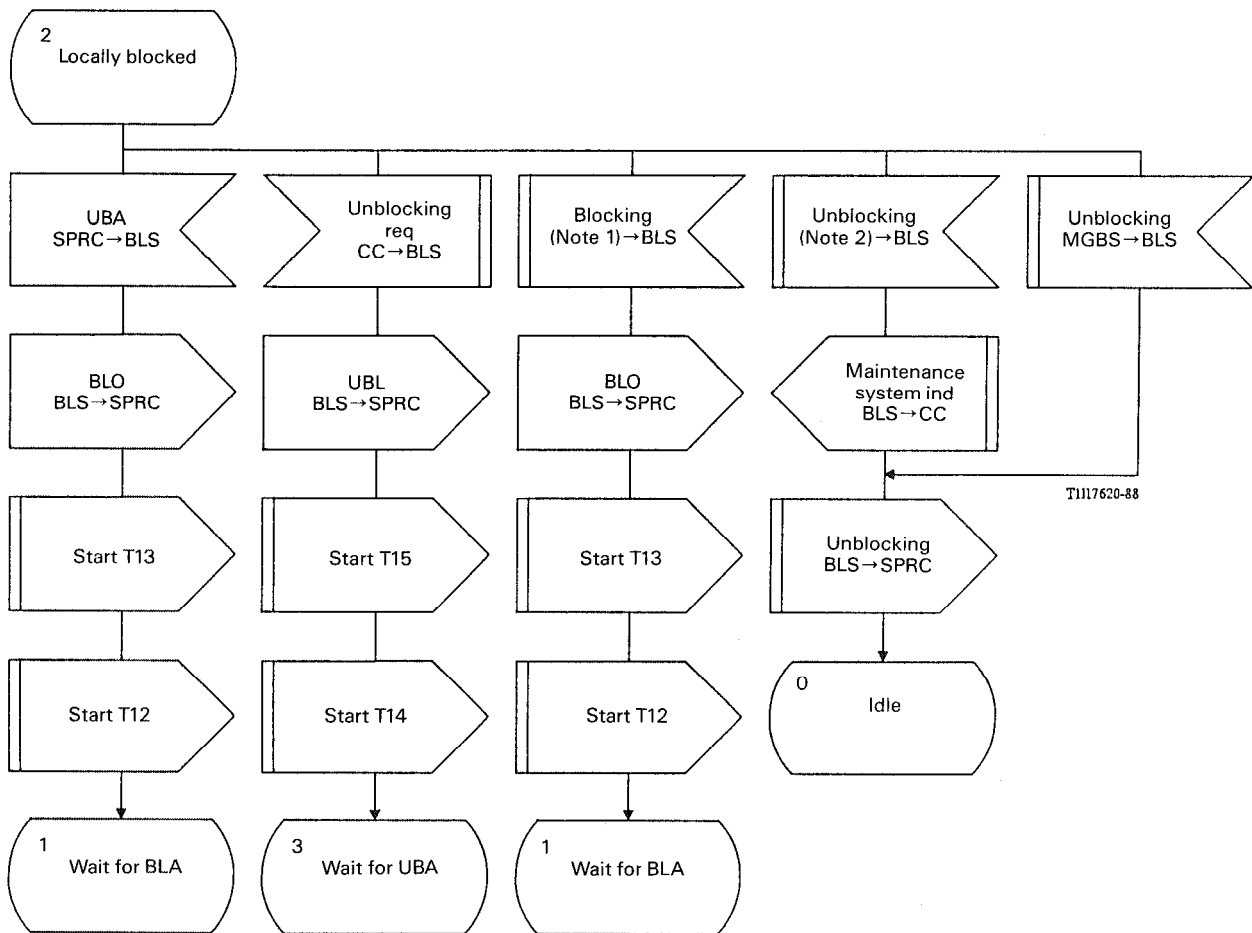 2
Locally blocked
UBA
SPRC→BLS
Unblocking
req
CC→BLS
Blocking
(Note 1)→BLS
Unblocking
(Note 2)→BLS
Unblocking
MGBS→BLS
BLO
BLS→SPRC
UBL
BLS→SPRC
BLO
BLS→SPRC
Maintenance
system ind
BLS→CC
T1117620-88
Start T13
Start T15
Start T13
Unblocking
BLS→SPRC
Start T12
Start T14
Start T12
0
Idle
1
Wait for BLA
3
Wait for UBA
1
Wait for BLA